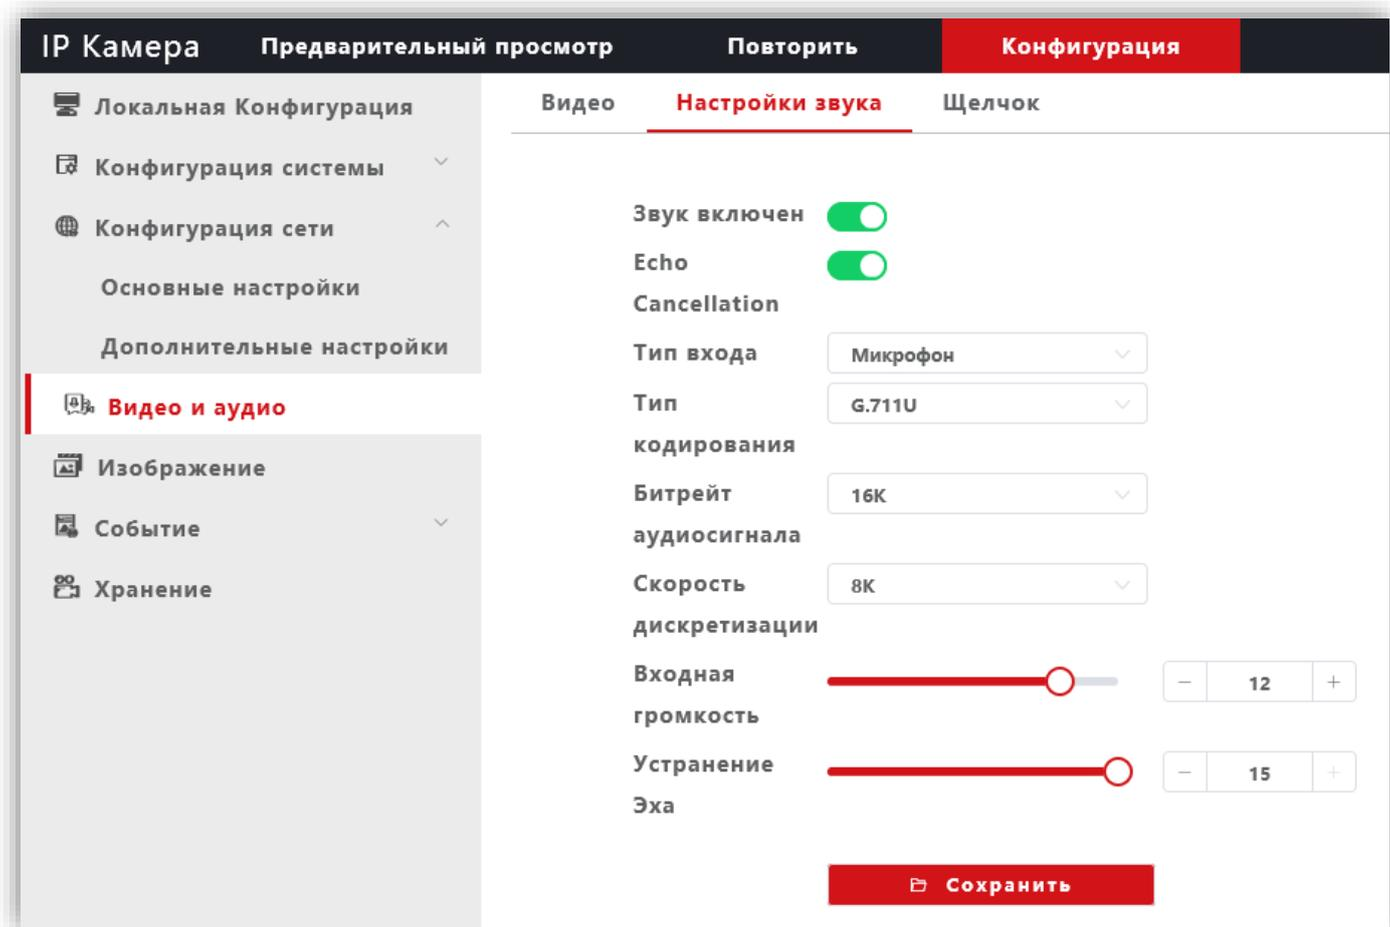 IP Камера Предварительный просмотр Повторить Конфигурация
Локальная Конфигурация
Конфигурация системы
Конфигурация сети
Основные настройки
Дополнительные настройки
Видео и аудио
Изображение
Событие
Хранение
Видео Настройки звука Щелчок
Звук включен
Echo
Cancellation
Тип входа Микрофон
Тип G.711U
кодирования
Битрейт 16K
аудиосигнала
Скорость 8K
дискретизации
Входная − 12 +
громкость
Устранение − 15 +
Эха
Сохранить